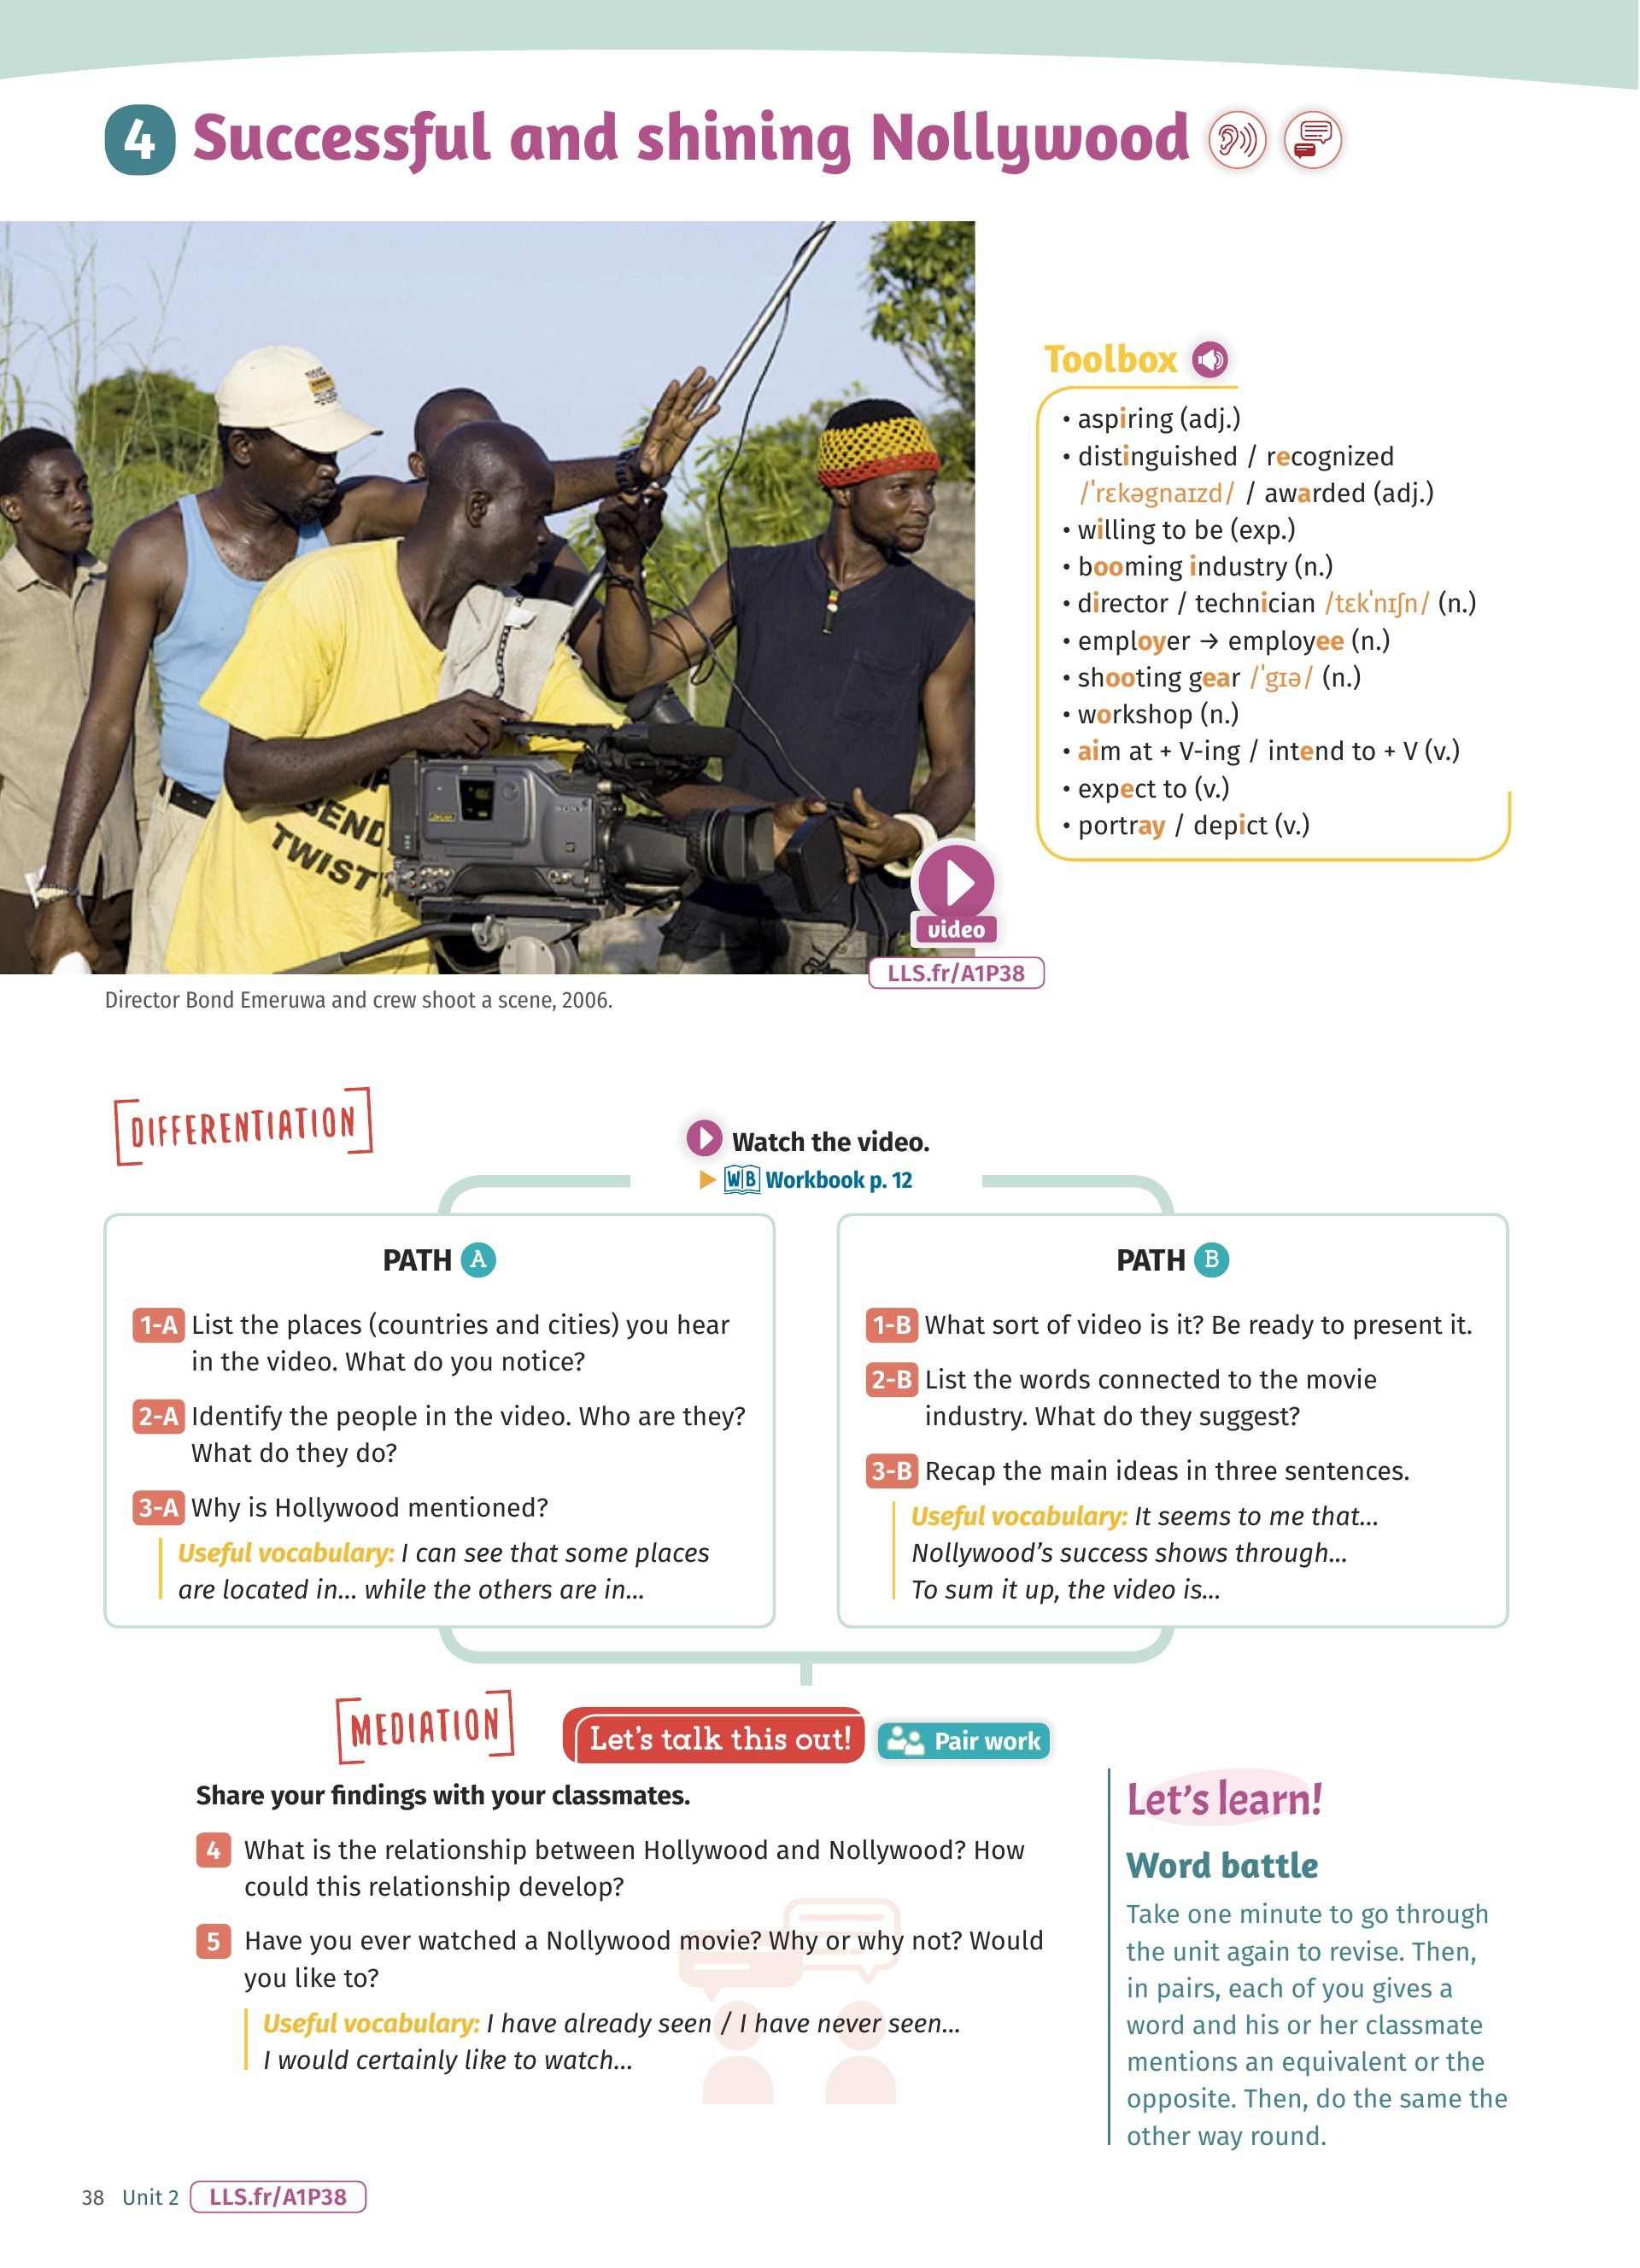 4 Successful and shining Nollywood
Toolbox
• aspiring (adj.)
• distinguished / recognized
/ˈrɛkəgnaɪzd/ / awarded (adj.)
• willing to be (exp.)
• booming industry (n.)
• director / technician /tɛkˈnɪʃn/ (n.)
• employer → employee (n.)
• shooting gear /ˈgɪə/ (n.)
• workshop (n.)
• aim at + V-ing / intend to + V (v.)
• expect to (v.)
• portray / depict (v.)
BEND
TWIST
SONY
video
LLS.fr/A1P38
Director Bond Emeruwa and crew shoot a scene, 2006.
DIFFERENTIATION
Watch the video.
WB Workbook p. 12
PATH A
1-A List the places (countries and cities) you hear
in the video. What do you notice?
2-A Identify the people in the video. Who are they?
What do they do?
3-A Why is Hollywood mentioned?
Useful vocabulary: I can see that some places
are located in... while the others are in...
PATH B
1-B What sort of video is it? Be ready to present it.
2-B List the words connected to the movie
industry. What do they suggest?
3-B Recap the main ideas in three sentences.
Useful vocabulary: It seems to me that...
Nollywood’s success shows through...
To sum it up, the video is...
MEDIATION
Let’s talk this out!
Pair work
Share your findings with your classmates.
4 What is the relationship between Hollywood and Nollywood? How
could this relationship develop?
5 Have you ever watched a Nollywood movie? Why or why not? Would
you like to?
Useful vocabulary: I have already seen / I have never seen...
I would certainly like to watch...
Let’s learn!
Word battle
Take one minute to go through
the unit again to revise. Then,
in pairs, each of you gives a
word and his or her classmate
mentions an equivalent or the
opposite. Then, do the same the
other way round.
38 Unit 2 LLS.fr/A1P38